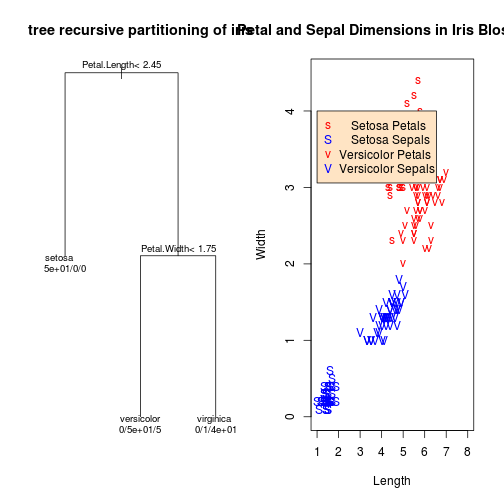 tree recursive partitioning of iris
Petal and Sepal Dimensions in Iris Blos
Petal.Length< 2.45
setosa
5e+01/0/0
Petal.Width< 1.75
versicolor
0/5e+01/5
virginica
0/1/4e+01
s Setosa Petals
S Setosa Sepals
v Versicolor Petals
V Versicolor Sepals
Width
0
1
2
3
4
1 2 3 4 5 6 7 8
Length